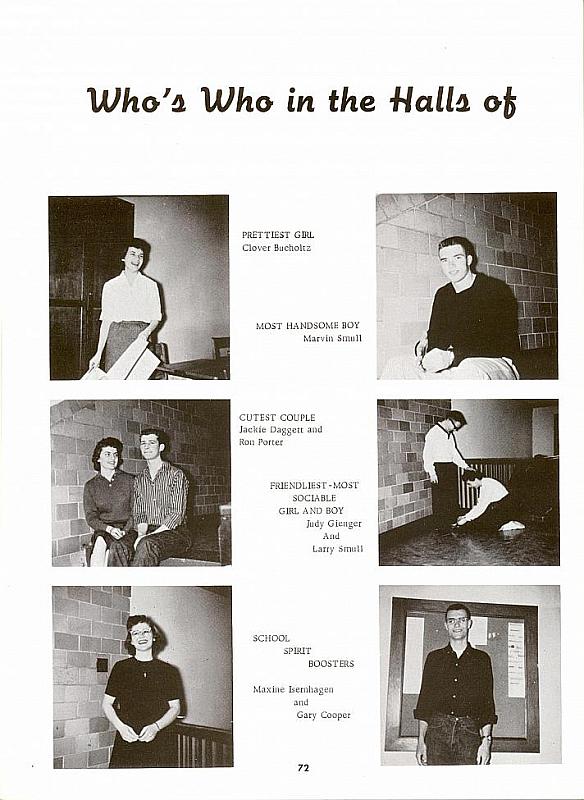 Who's Who in the Halls of
PRETTIEST GIRL
Clover Bucholtz
MOST HANDSOME BOY
Marvin Smull
CUTEST COUPLE
Jackie Daggett and
Ron Porter
FRIENDLIEST-MOST
SOCIABLE
GIRL AND BOY
Judy Gienger
And
Larry Smull
SCHOOL
SPIRIT
BOOSTERS
Maxine Isernhagen
and
Gary Cooper
72